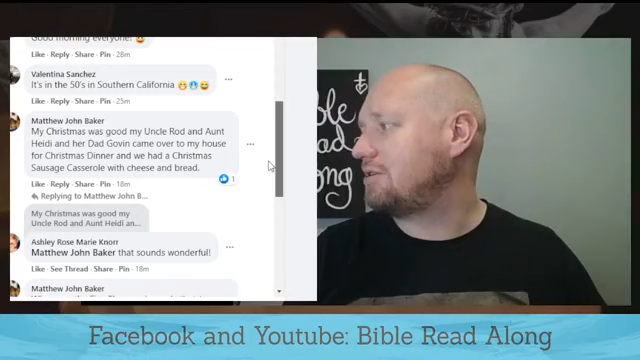 Good morning everyone!
Like · Reply · Share · Pin · 28m
Valentina Sanchez
It's in the 50's in Southern California
Like · Reply · Share · Pin · 25m
Matthew John Baker
My Christmas was good my Uncle Rod and Aunt
Heidi and her Dad Govin came over to my house
for Christmas Dinner and we had a Christmas
Sausage Casserole with cheese and bread.
1
Like · Reply · Share · Pin · 18m
Replying to Matthew John B...
My Christmas was good my
Uncle Rod and Aunt Heidi an...
Ashley Rose Marie Knorr
Matthew John Baker that sounds wonderful!
Like · See Thread · Share · Pin · 18m
Matthew John Baker
ble
ad
ong
Facebook and Youtube: Bible Read Along